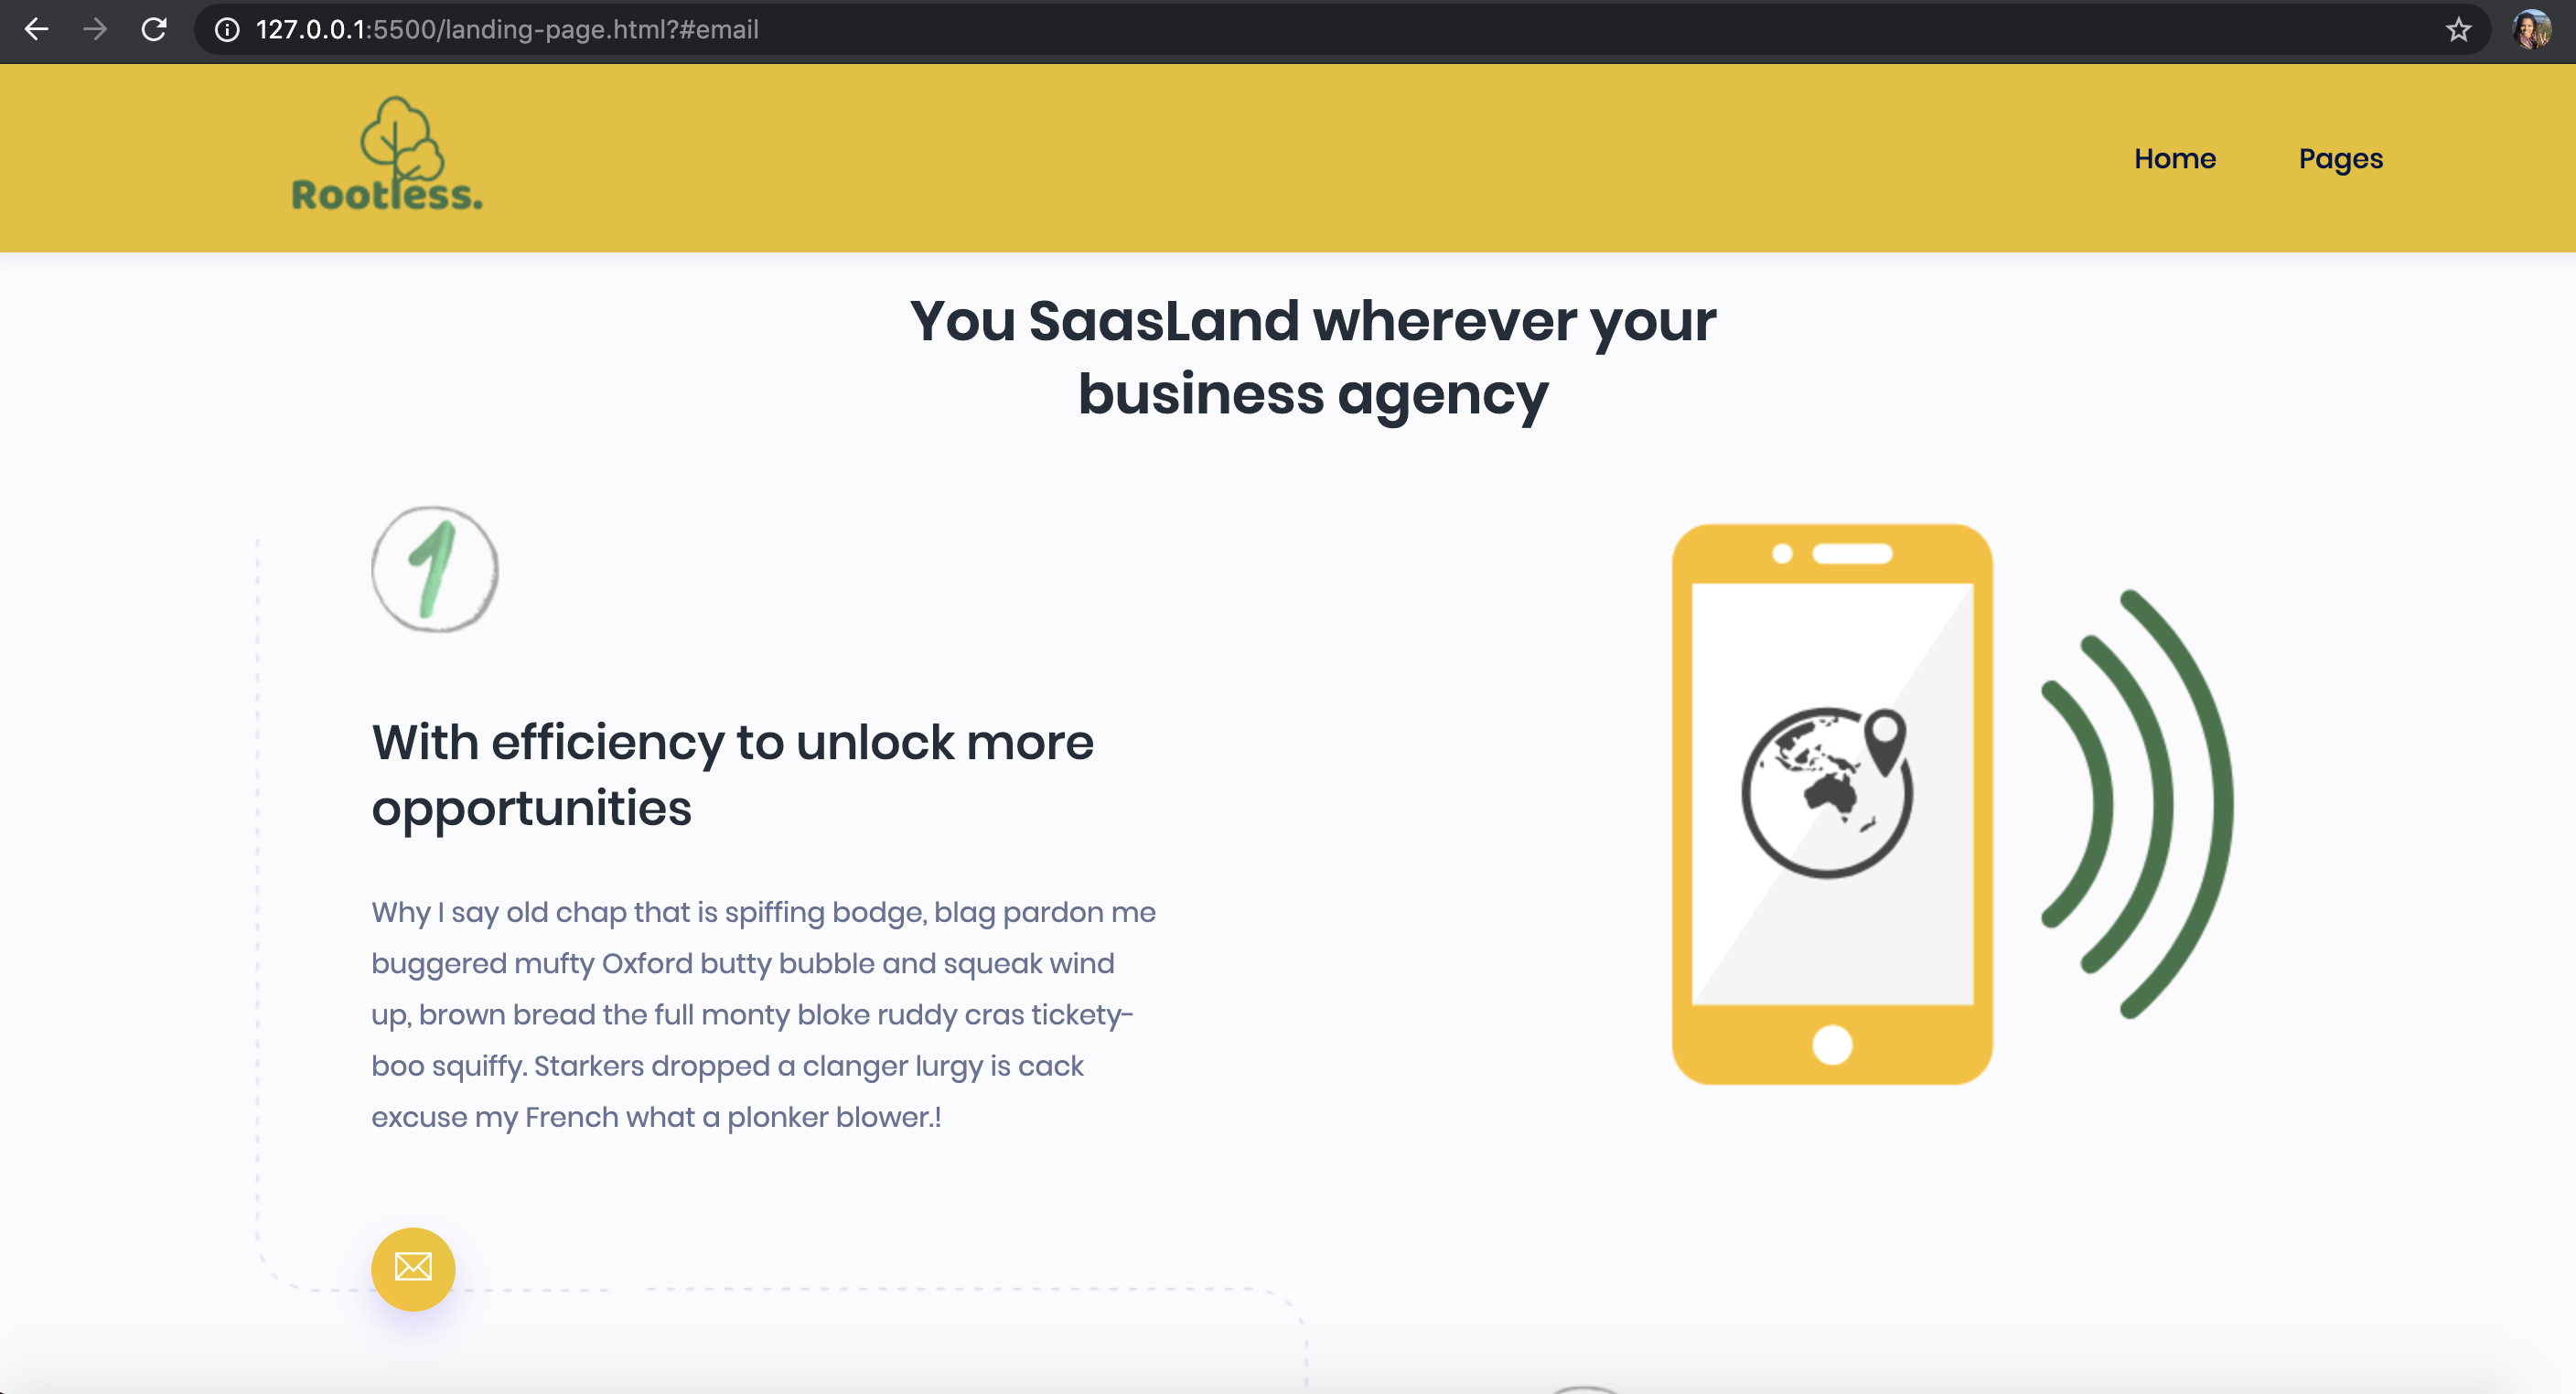 127.0.0.1:5500/landing-page.html?#email
Rootless.
Home
Pages
You SaasLand wherever your
business agency
1
With efficiency to unlock more
opportunities
Why I say old chap that is spiffing bodge, blag pardon me
buggered mufty Oxford butty bubble and squeak wind
up, brown bread the full monty bloke ruddy cras tickety-
boo squiffy. Starkers dropped a clanger lurgy is cack
excuse my French what a plonker blower.!